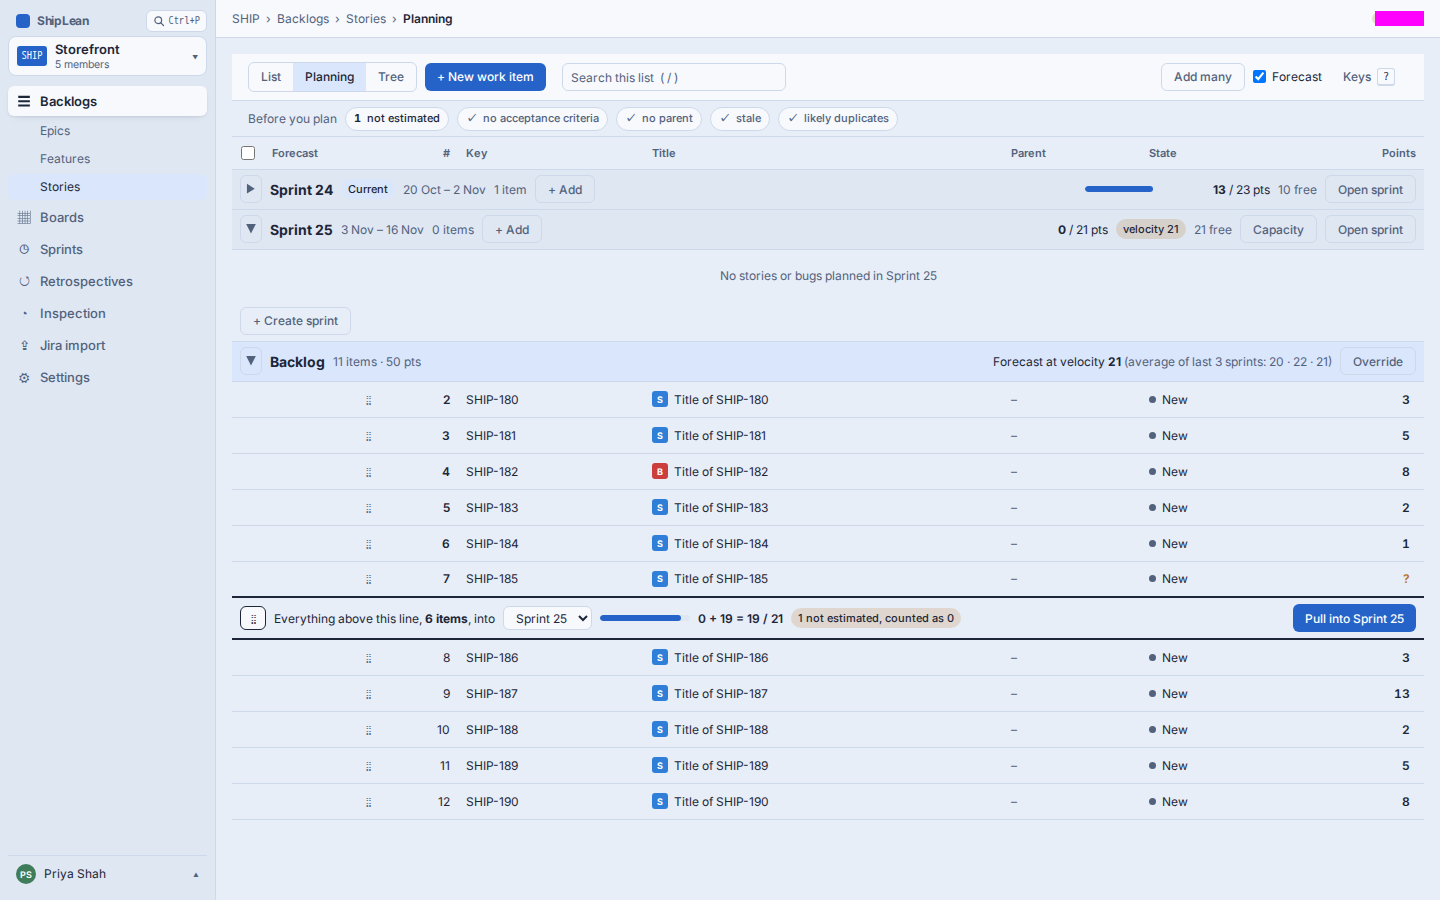 ShipLean Ctrl+P
SHIP Storefront
5 members
Backlogs
Epics
Features
Stories
Boards
Sprints
Retrospectives
Inspection
Jira import
Settings
PS Priya Shah
SHIP › Backlogs › Stories › Planning
List Planning Tree + New work item Search this list ( / ) Add many Forecast Keys ?
Before you plan 1 not estimated ✓ no acceptance criteria ✓ no parent ✓ stale ✓ likely duplicates
Forecast # Key Title Parent State Points
Sprint 24 Current 20 Oct – 2 Nov 1 item + Add 13 / 23 pts 10 free Open sprint
Sprint 25 3 Nov – 16 Nov 0 items + Add 0 / 21 pts velocity 21 21 free Capacity Open sprint
No stories or bugs planned in Sprint 25
+ Create sprint
Backlog 11 items · 50 pts Forecast at velocity 21 (average of last 3 sprints: 20 · 22 · 21) Override
2 SHIP-180 S Title of SHIP-180 – New 3
3 SHIP-181 S Title of SHIP-181 – New 5
4 SHIP-182 B Title of SHIP-182 – New 8
5 SHIP-183 S Title of SHIP-183 – New 2
6 SHIP-184 S Title of SHIP-184 – New 1
7 SHIP-185 S Title of SHIP-185 – New ?
Everything above this line, 6 items, into Sprint 25 0 + 19 = 19 / 21 1 not estimated, counted as 0 Pull into Sprint 25
8 SHIP-186 S Title of SHIP-186 – New 3
9 SHIP-187 S Title of SHIP-187 – New 13
10 SHIP-188 S Title of SHIP-188 – New 2
11 SHIP-189 S Title of SHIP-189 – New 5
12 SHIP-190 S Title of SHIP-190 – New 8